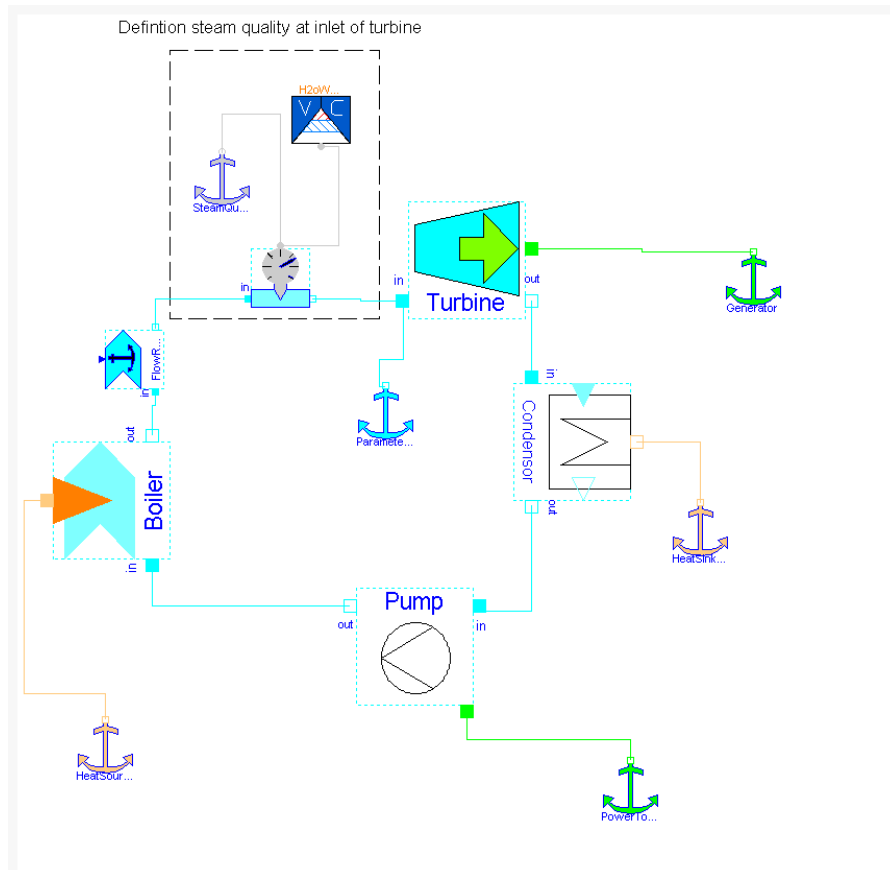 Defintion steam quality at inlet of turbine
H2oW...
V C
SteamQu...
in
in
out
Turbine
Generator
FlowR...
in
Paramete...
in
Condensor
out
out
Boiler
in
HeatSink...
Pump
out
in
HeatSour...
PowerTo...